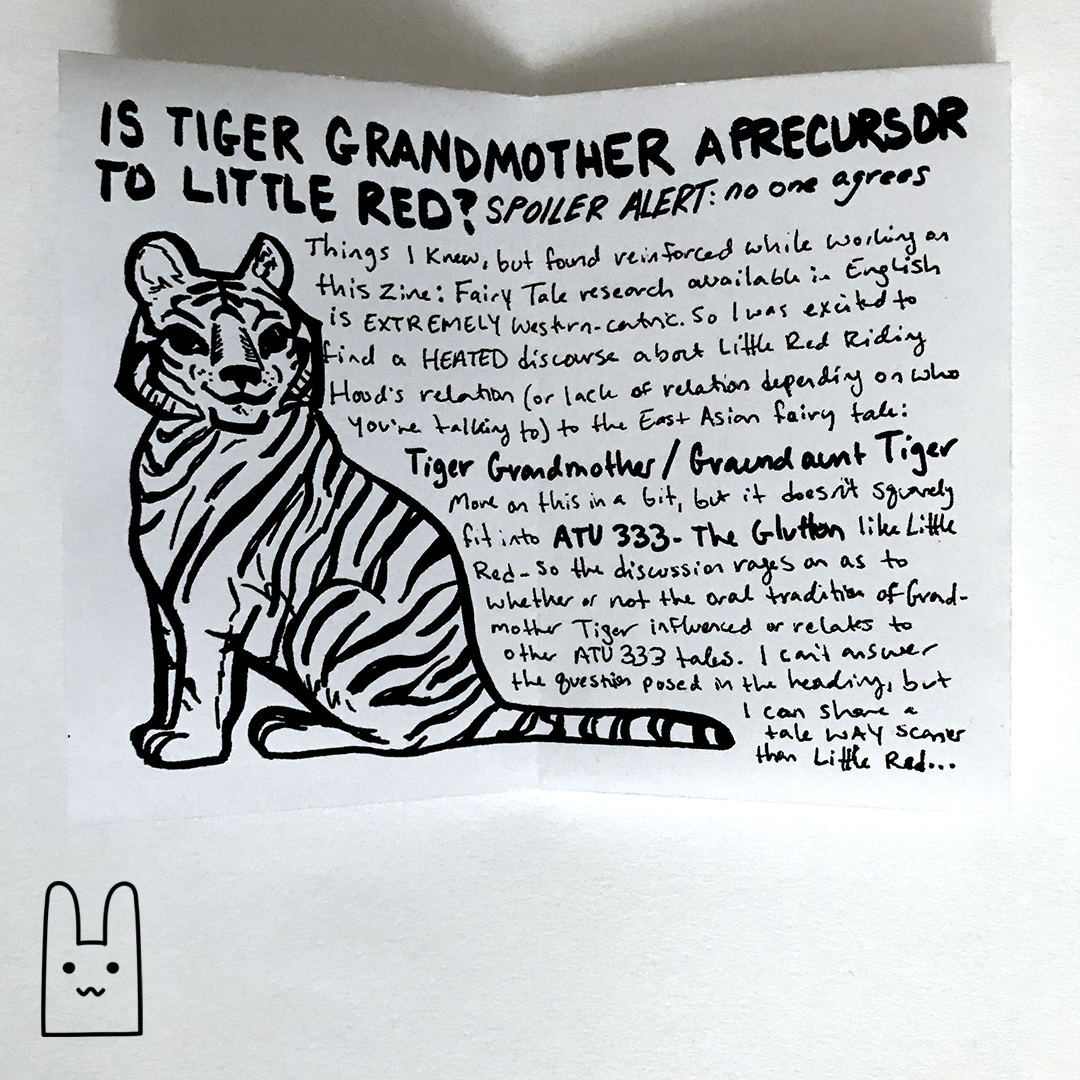 IS TIGER GRANDMOTHER A PRECURSOR
TO LITTLE RED? SPOILER ALERT: no one agrees
Things I knew, but found reinforced while working on
this zine: Fairy Tale research available in English
is EXTREMELY western-centric. So I was excited to
find a HEATED discourse about Little Red Riding
Hood's relation (or lack of relation depending on who
you're talking to) to the East Asian fairy tale:
Tiger Grandmother / Graundaunt Tiger
More on this in a bit, but it doesn't squarely
fit into ATU 333 - The Glutton like Little
Red - so the discussion rages on as to
whether or not the oral tradition of Grand-
mother Tiger influenced or relates to
other ATU 333 tales. I can't answer
the question posed in the heading, but
I can share a
tale WAY scarier
than Little Red...